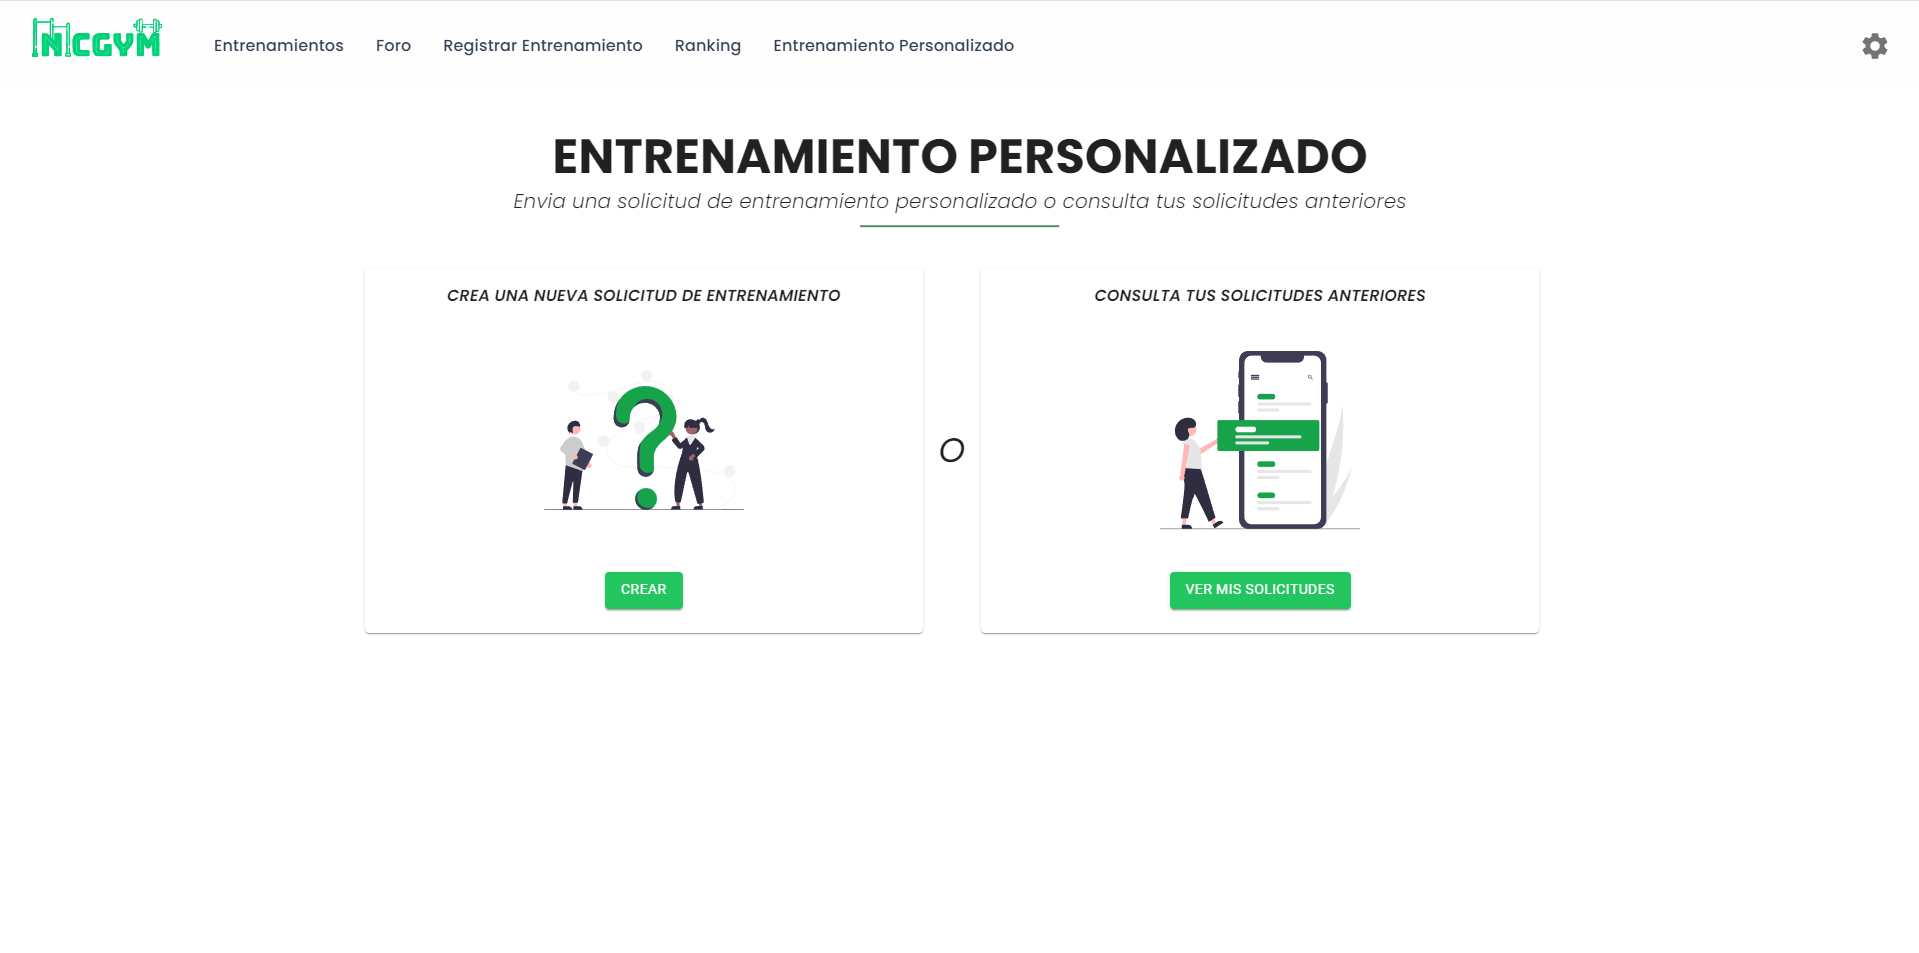 INICGYM
Entrenamientos Foro Registrar Entrenamiento Ranking Entrenamiento Personalizado
ENTRENAMIENTO PERSONALIZADO
Envia una solicitud de entrenamiento personalizado o consulta tus solicitudes anteriores
CREA UNA NUEVA SOLICITUD DE ENTRENAMIENTO
?
CREAR
O
CONSULTA TUS SOLICITUDES ANTERIORES
VER MIS SOLICITUDES